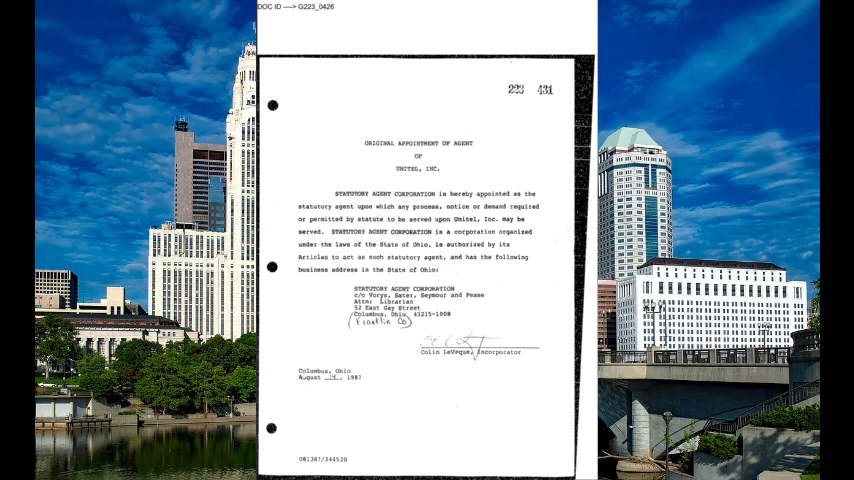 DOC ID ----> G223_0426
223 431
ORIGINAL APPOINTMENT OF AGENT
OF
UNITEL, INC.
STATUTORY AGENT CORPORATION is hereby appointed as the
statutory agent upon which any process, notice or demand required
or permitted by statute to be served upon Unitel, Inc. may be
served. STATUTORY AGENT CORPORATION is a corporation organized
under the laws of the State of Ohio, is authorized by its
Articles to act as such statutory agent, and has the following
business address in the State of Ohio:
STATUTORY AGENT CORPORATION
c/o Vorys, Sater, Seymour and Pease
Attn: Librarian
52 East Gay Street
Columbus, Ohio 43215-1008
(Franklin Co)
Colin LeVeque, Incorporator
Columbus, Ohio
August 14, 1987
081387/34452B